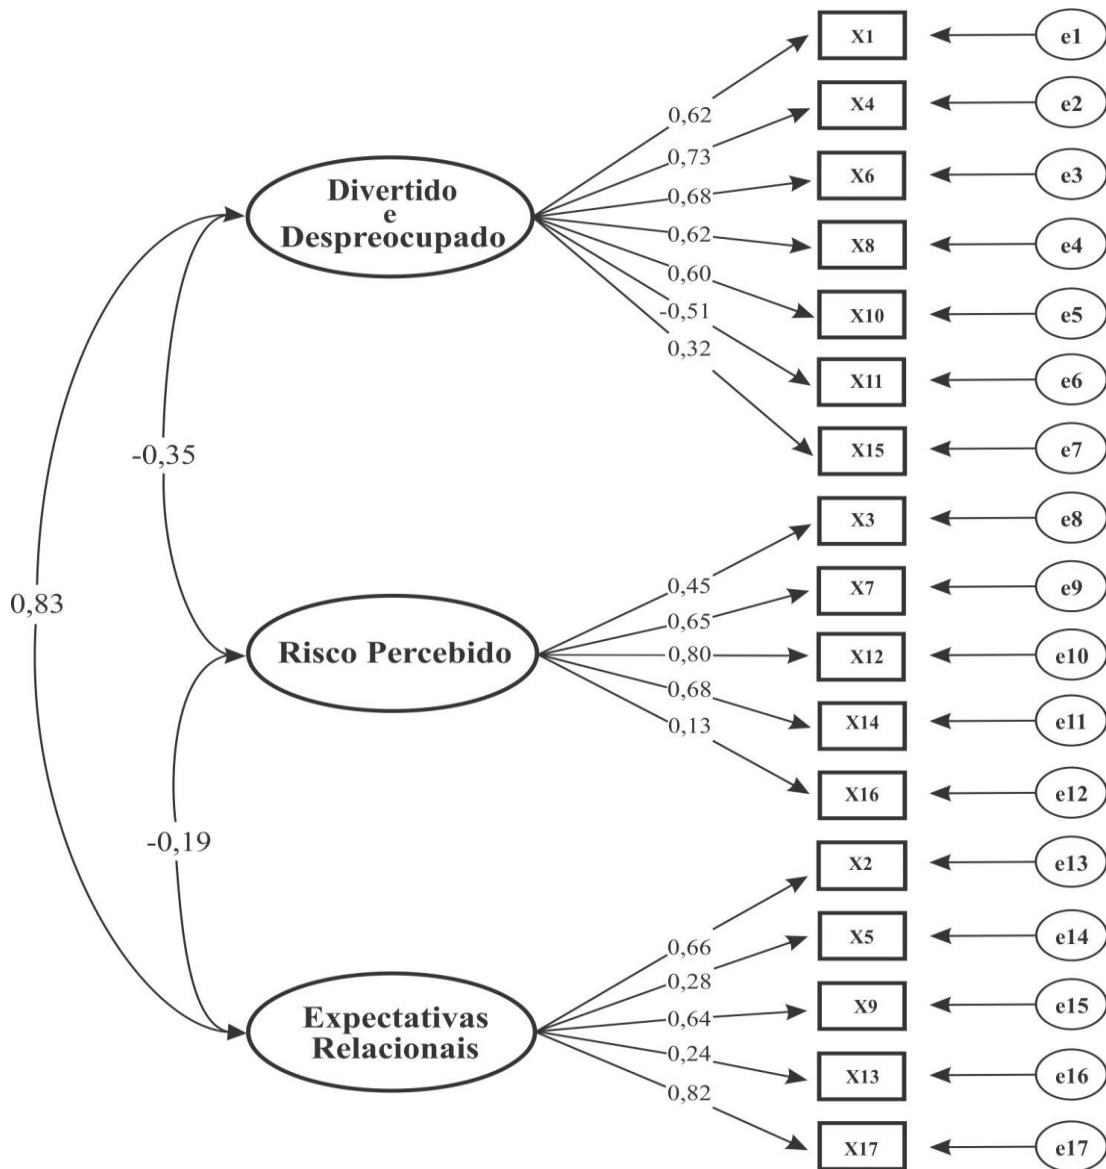 X1
e1
X4
e2
0,62
0,73
X6
e3
0,68
Divertido
e
Despreocupado
0,62
X8
e4
0,60
X10
e5
-0,51
0,32
X11
e6
X15
e7
-0,35
X3
e8
0,45
X7
e9
0,83
0,65
Risco Percebido
0,80
X12
e10
0,68
X14
e11
0,13
X16
e12
-0,19
X2
e13
0,66
X5
e14
0,28
Expectativas
Relacionais
0,64
X9
e15
0,24
X13
e16
0,82
X17
e17